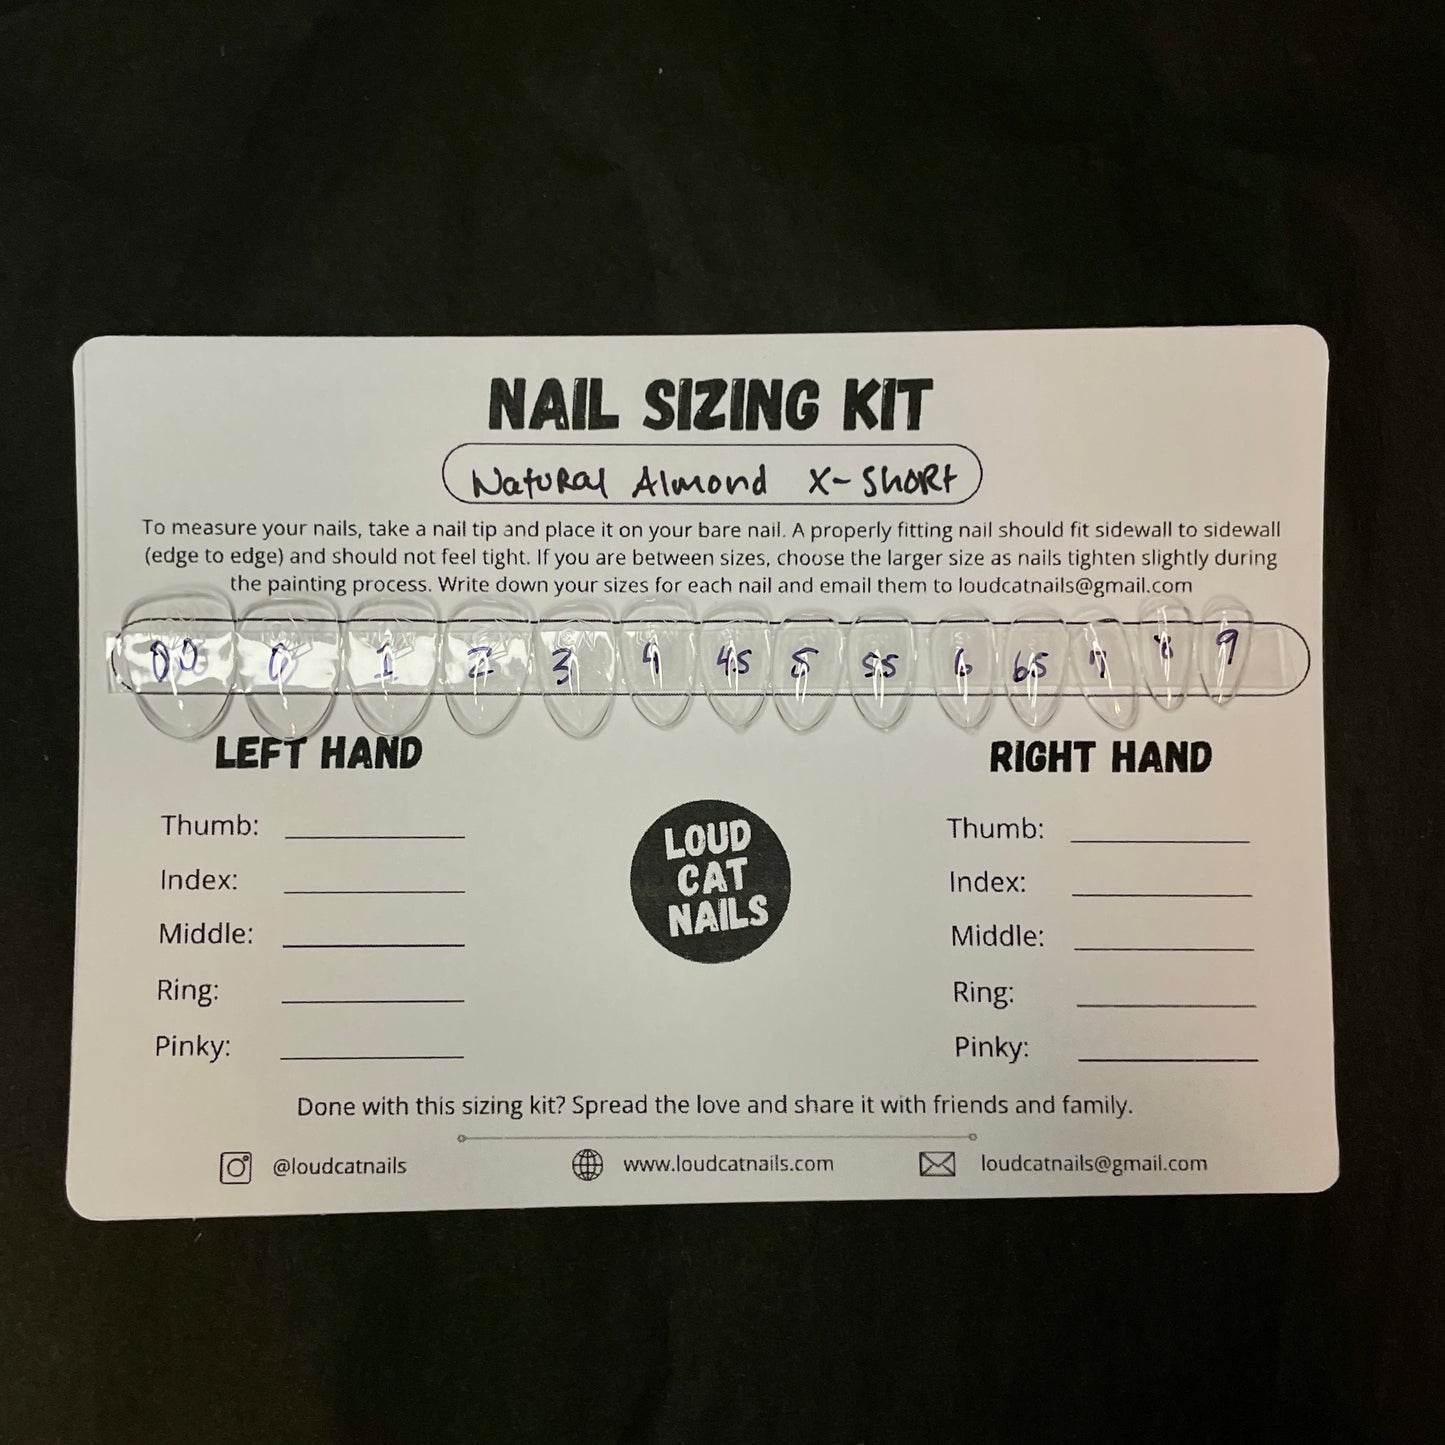 NAIL SIZING KIT
Natural Almond X-Short
To measure your nails, take a nail tip and place it on your bare nail. A properly fitting nail should fit sidewall to sidewall
(edge to edge) and should not feel tight. If you are between sizes, choose the larger size as nails tighten slightly during
the painting process. Write down your sizes for each nail and email them to loudcatnails@gmail.com
00 0 1 2 3 4 45 5 55 6 65 7 8 9
LEFT HAND
Thumb:
Index:
Middle:
Ring:
Pinky:
LOUD
CAT
NAILS
RIGHT HAND
Thumb:
Index:
Middle:
Ring:
Pinky:
Done with this sizing kit? Spread the love and share it with friends and family.
@loudcatnails www.loudcatnails.com loudcatnails@gmail.com